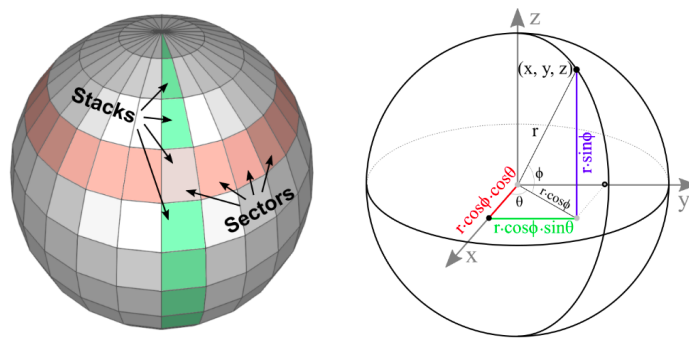 Stacks
Sectors
z
(x, y, z)
r
r·sinϕ
ϕ
θ
r·cosϕ
y
r·cosϕ·cosθ
r·cosϕ·sinθ
x